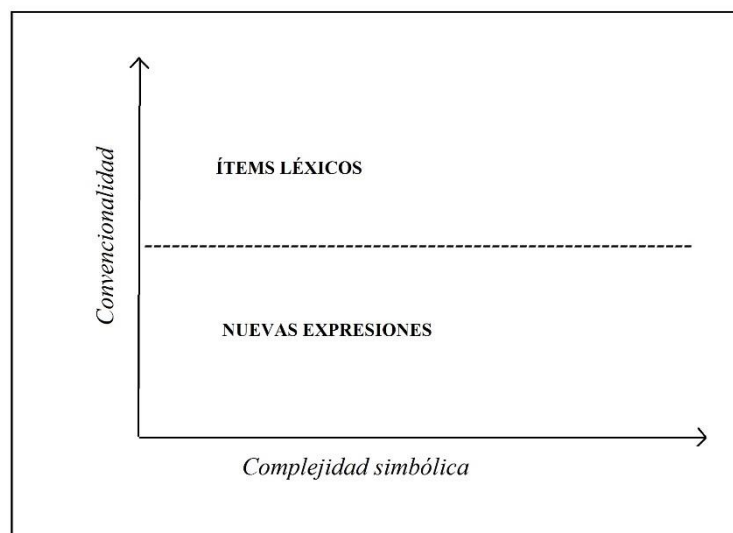 Convencionalidad
ÍTEMS LÉXICOS
NUEVAS EXPRESIONES
Complejidad simbólica